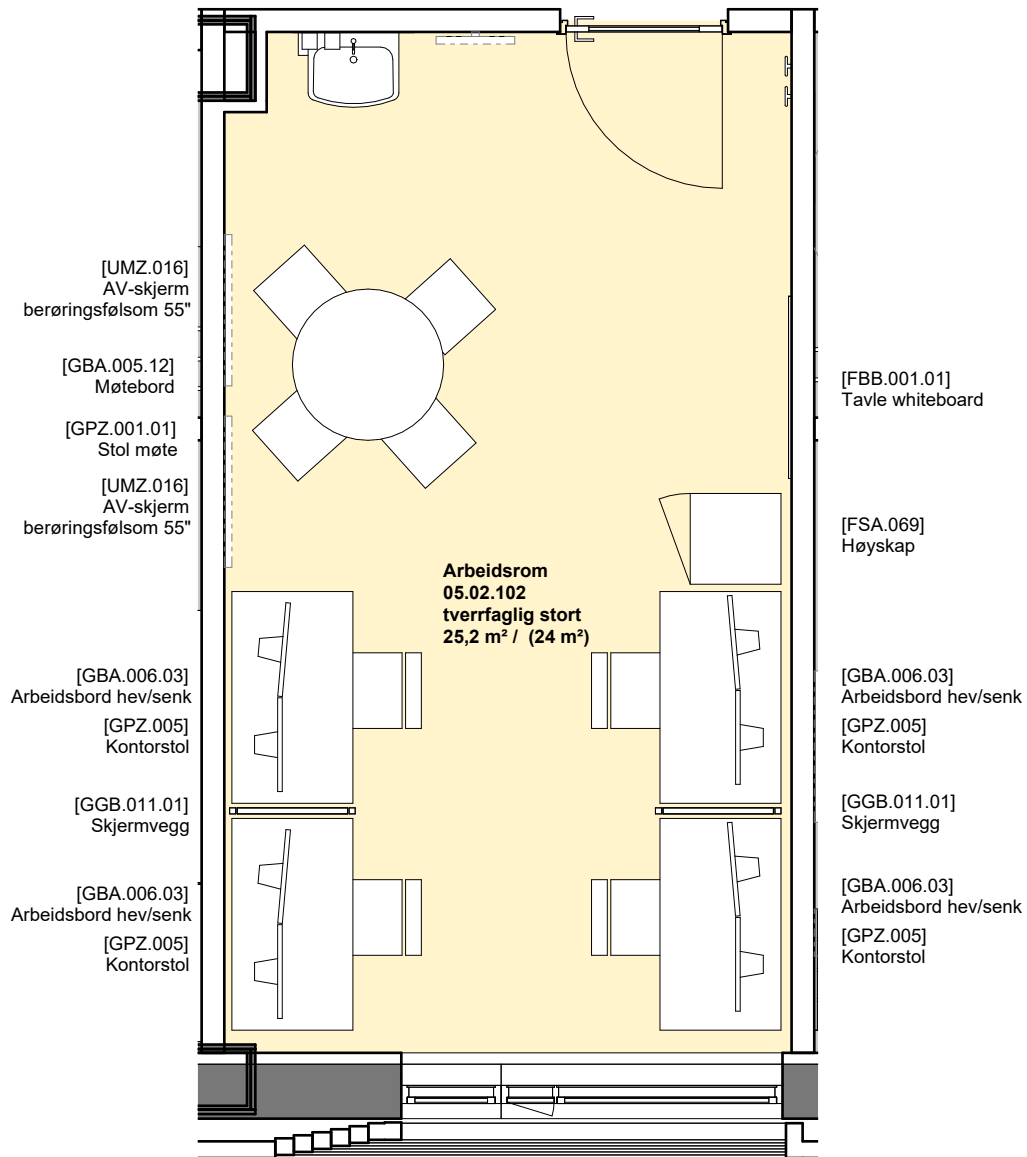 [UMZ.016]
AV-skjerm
berøringsfølsom 55"
[GBA.005.12]
Møtebord
[GPZ.001.01]
Stol møte
[UMZ.016]
AV-skjerm
berøringsfølsom 55"
[GBA.006.03]
Arbeidsbord hev/senk
[GPZ.005]
Kontorstol
[GGB.011.01]
Skjermvegg
[GBA.006.03]
Arbeidsbord hev/senk
[GPZ.005]
Kontorstol
Arbeidsrom
05.02.102
tverrfaglig stort
25,2 m² / (24 m²)
[FBB.001.01]
Tavle whiteboard
[FSA.069]
Høyskap
[GBA.006.03]
Arbeidsbord hev/senk
[GPZ.005]
Kontorstol
[GGB.011.01]
Skjermvegg
[GBA.006.03]
Arbeidsbord hev/senk
[GPZ.005]
Kontorstol